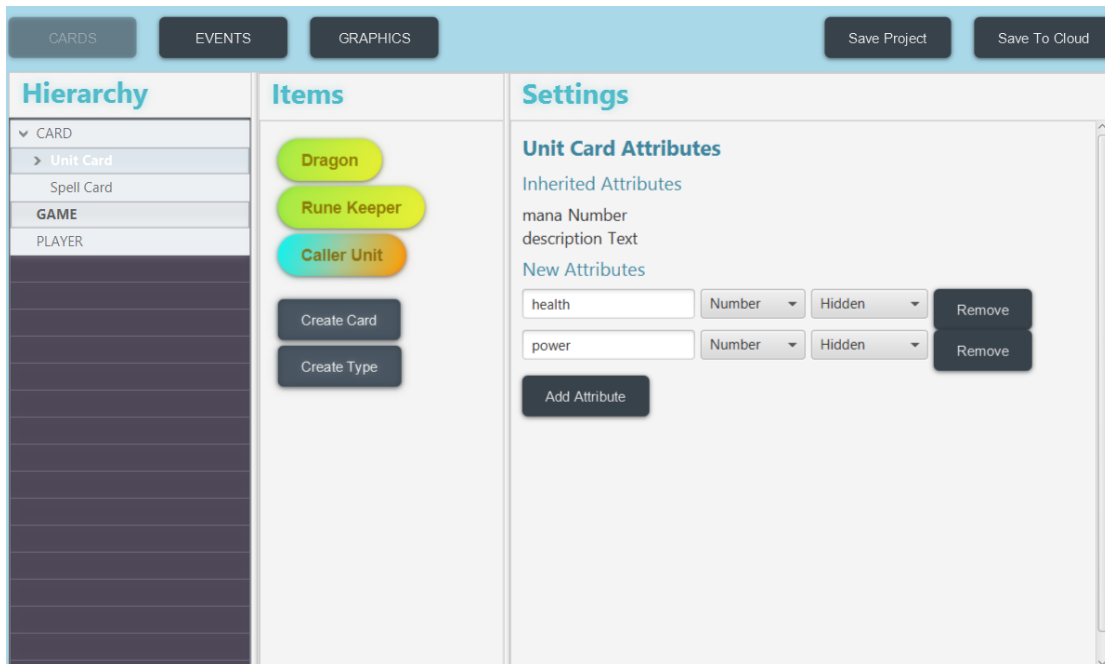 CARDS
EVENTS
GRAPHICS
Save Project
Save To Cloud
Hierarchy
CARD
Unit Card
Spell Card
GAME
PLAYER
Items
Dragon
Rune Keeper
Caller Unit
Create Card
Create Type
Settings
Unit Card Attributes
Inherited Attributes
mana Number
description Text
New Attributes
health Number Hidden Remove
power Number Hidden Remove
Add Attribute